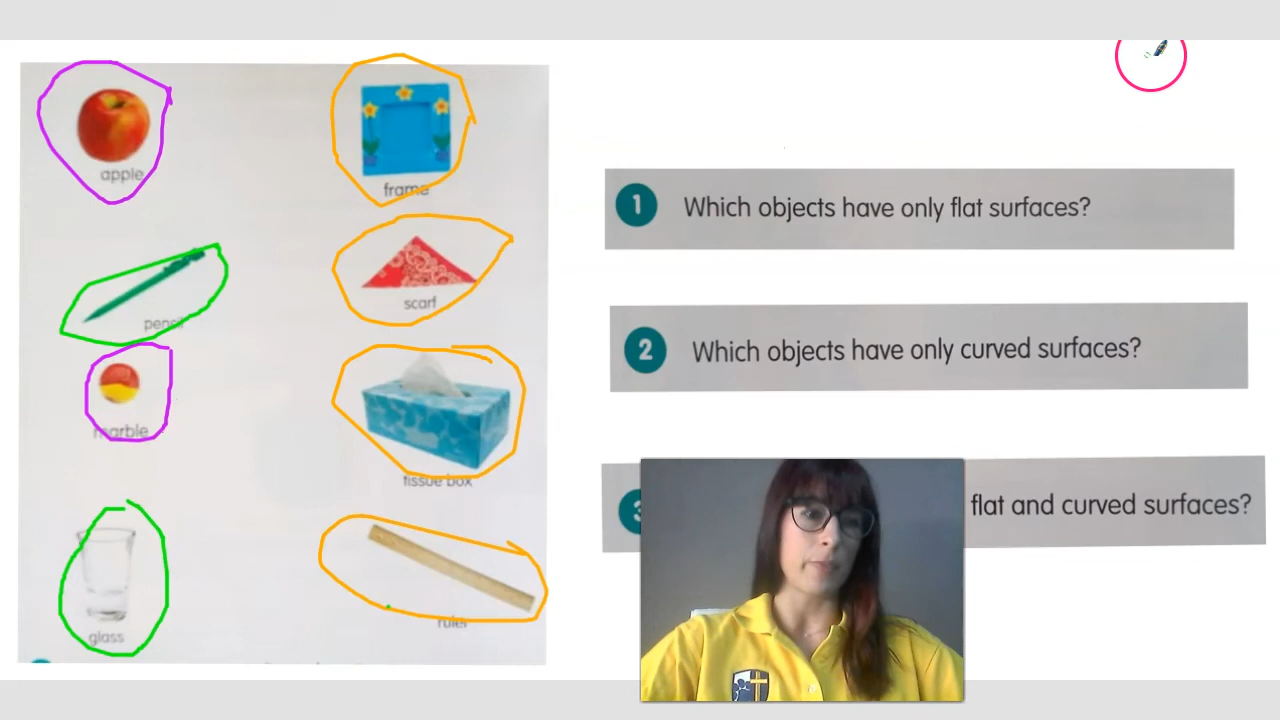 apple
frame
pencil
scarf
marble
tissue box
glass
ruler
1 Which objects have only flat surfaces?
2 Which objects have only curved surfaces?
3 flat and curved surfaces?